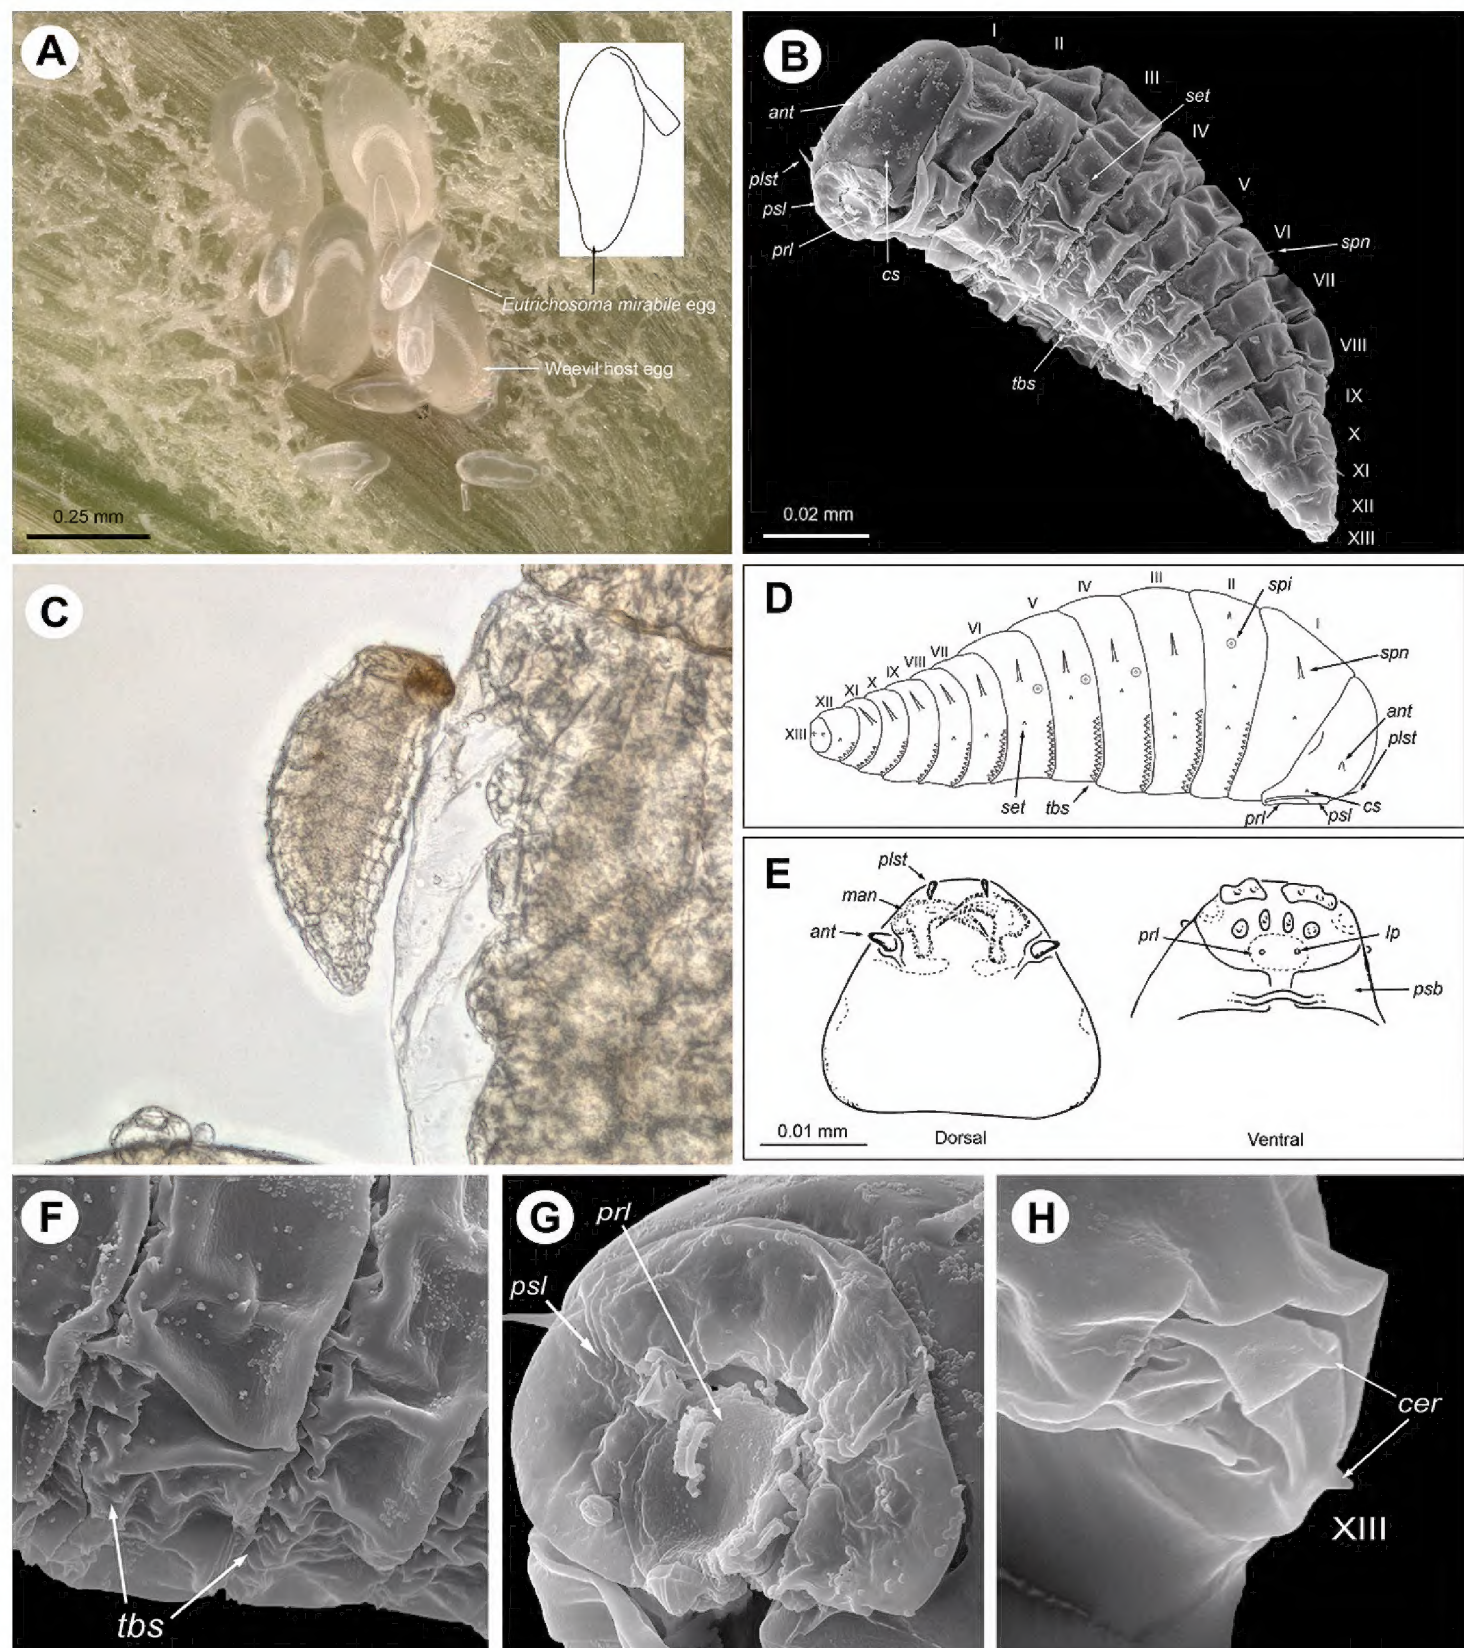 A
Eutrichosoma mirabile egg
Weevil host egg
0.25 mm
B
I
II
III
IV
V
VI
VII
VIII
IX
X
XI
XII
XIII
ant
set
plst
psl
prl
cs
spn
tbs
0.02 mm
C
D
XIII
XII
XI
X
IX
VIII
VII
VI
V
IV
III
II
I
spi
spn
ant
plst
set
tbs
prl
psl
cs
E
plst
man
ant
prl
lp
psb
0.01 mm
Dorsal
Ventral
F
tbs
G
prl
psl
H
cer
XIII